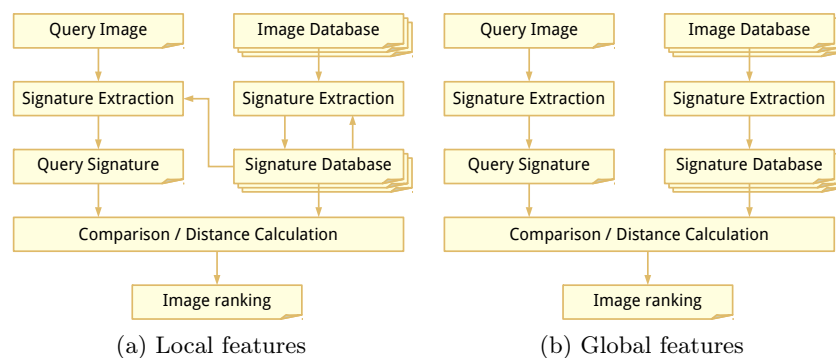 Query Image
Image Database
Signature Extraction
Signature Extraction
Query Signature
Signature Database
Comparison / Distance Calculation
Image ranking
(a) Local features
Query Image
Image Database
Signature Extraction
Signature Extraction
Query Signature
Signature Database
Comparison / Distance Calculation
Image ranking
(b) Global features